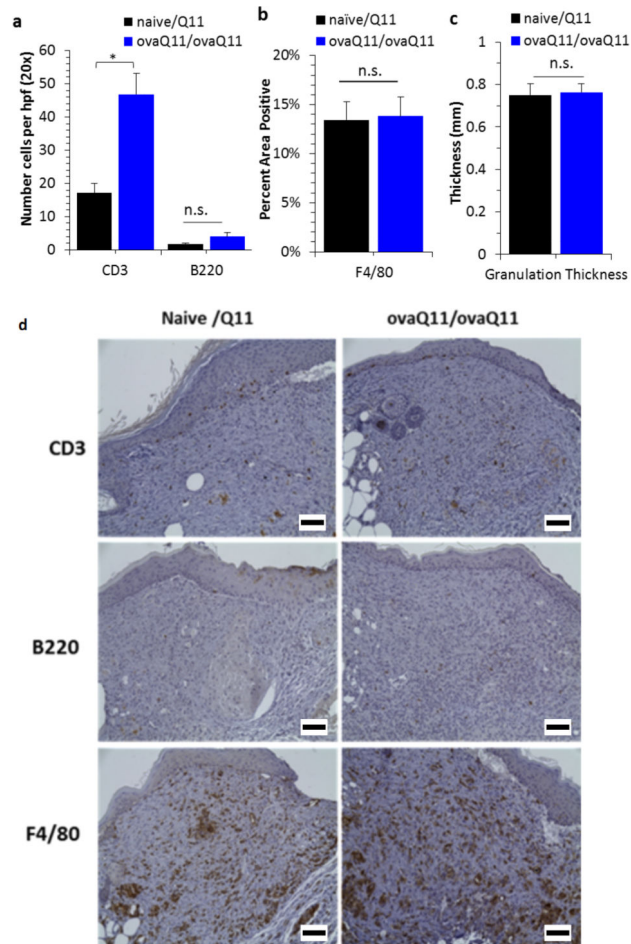 a
naive/Q11
ovaQ11/ovaQ11
Number cells per hpf (20x)
60
50
40
30
20
10
0
*
n.s.
CD3
B220
b
naïve/Q11
ovaQ11/ovaQ11
Percent Area Positive
20%
15%
10%
5%
0%
n.s.
F4/80
c
naive/Q11
ovaQ11/ovaQ11
Thickness (mm)
1
0.8
0.6
0.4
0.2
0
n.s.
Granulation Thickness
d
Naive /Q11
ovaQ11/ovaQ11
CD3
B220
F4/80